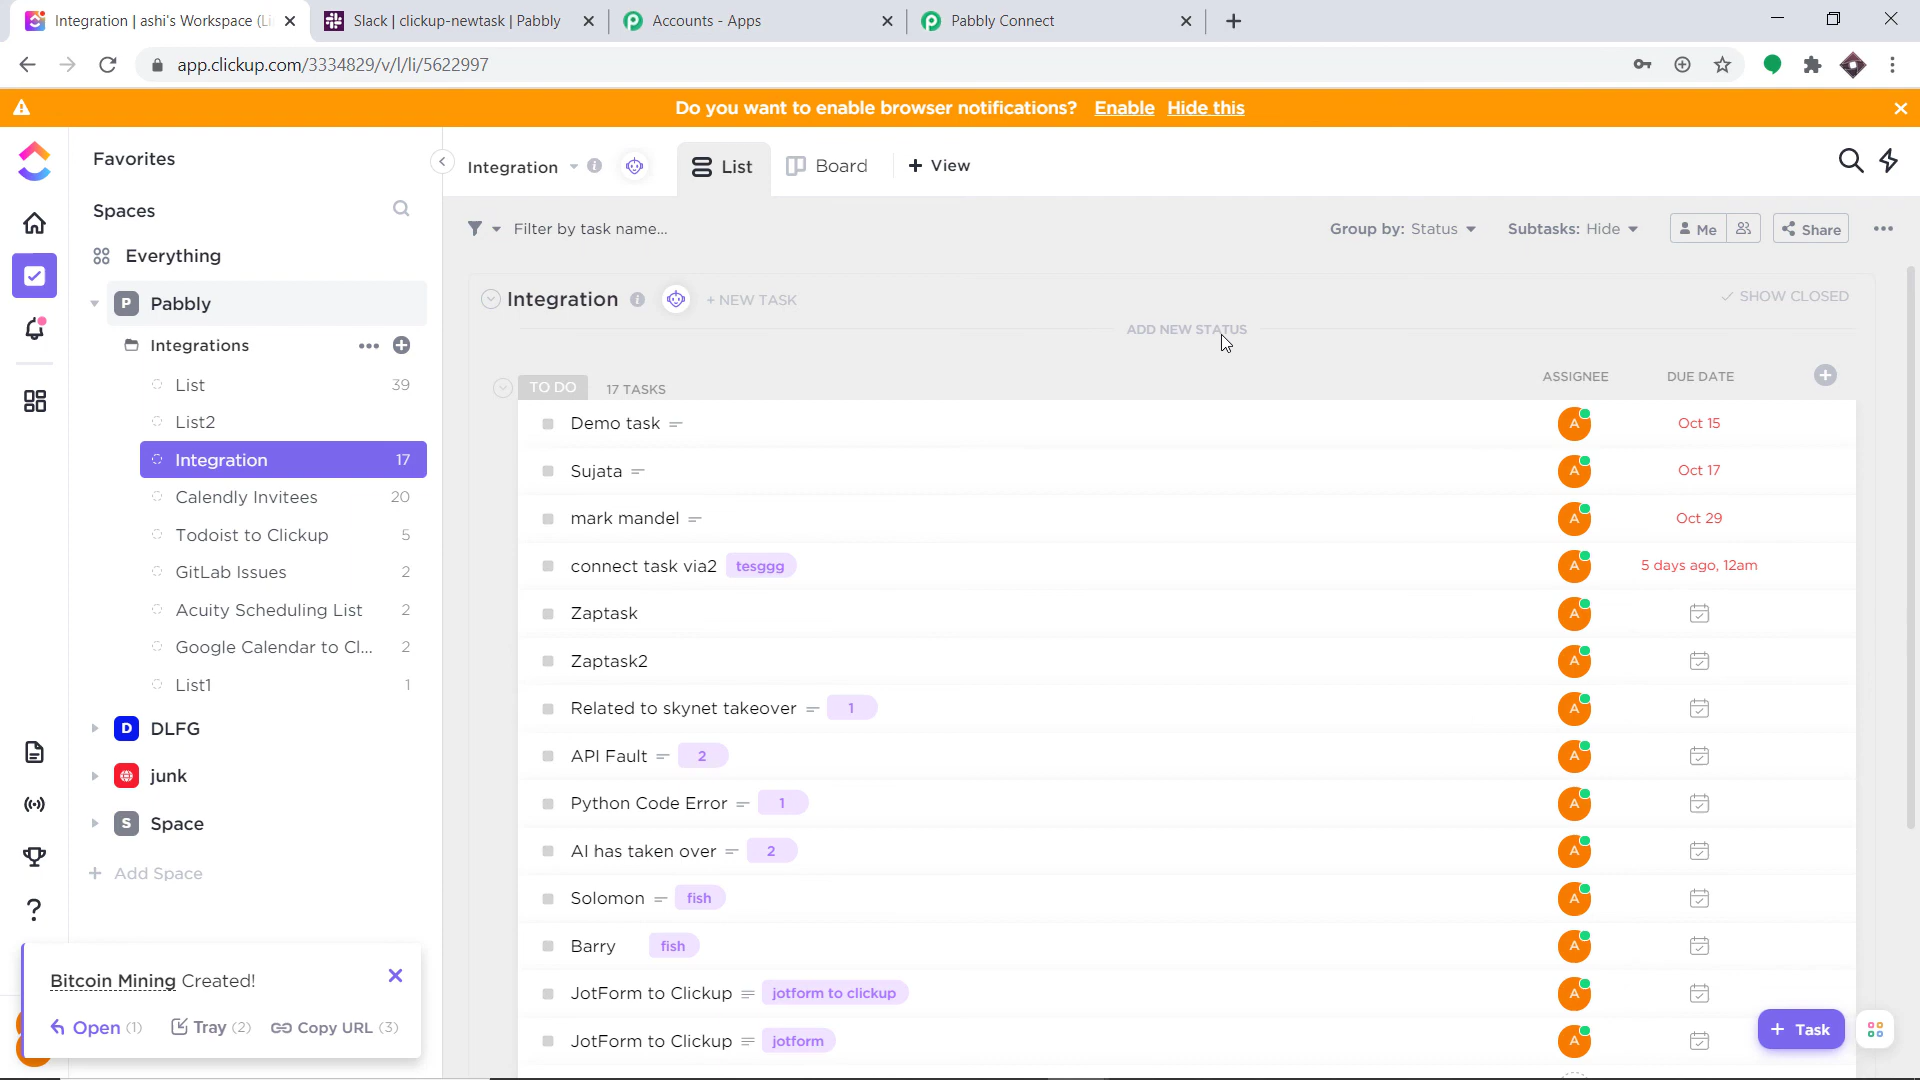 Integration | ashi's Workspace (Li
Slack | clickup-newtask | Pabbly
Accounts - Apps
Pabbly Connect
app.clickup.com/3334829/v/l/li/5622997
Do you want to enable browser notifications? Enable Hide this
Favorites
Spaces
Everything
P Pabbly
Integrations
List 39
List2
Integration 17
Calendly Invitees 20
Todoist to Clickup 5
GitLab Issues 2
Acuity Scheduling List 2
Google Calendar to Cl... 2
List1 1
D DLFG
junk
S Space
+ Add Space
Bitcoin Mining Created!
Open (1) Tray (2) Copy URL (3)
Integration List Board + View
Filter by task name...
Group by: Status Subtasks: Hide Me Share
Integration + NEW TASK SHOW CLOSED
ADD NEW STATUS
TO DO 17 TASKS ASSIGNEE DUE DATE
Demo task A Oct 15
Sujata A Oct 17
mark mandel A Oct 29
connect task via2 tesggg A 5 days ago, 12am
Zaptask A
Zaptask2 A
Related to skynet takeover 1 A
API Fault 2 A
Python Code Error 1 A
AI has taken over 2 A
Solomon fish A
Barry fish A
JotForm to Clickup jotform to clickup A
JotForm to Clickup jotform A
+ Task